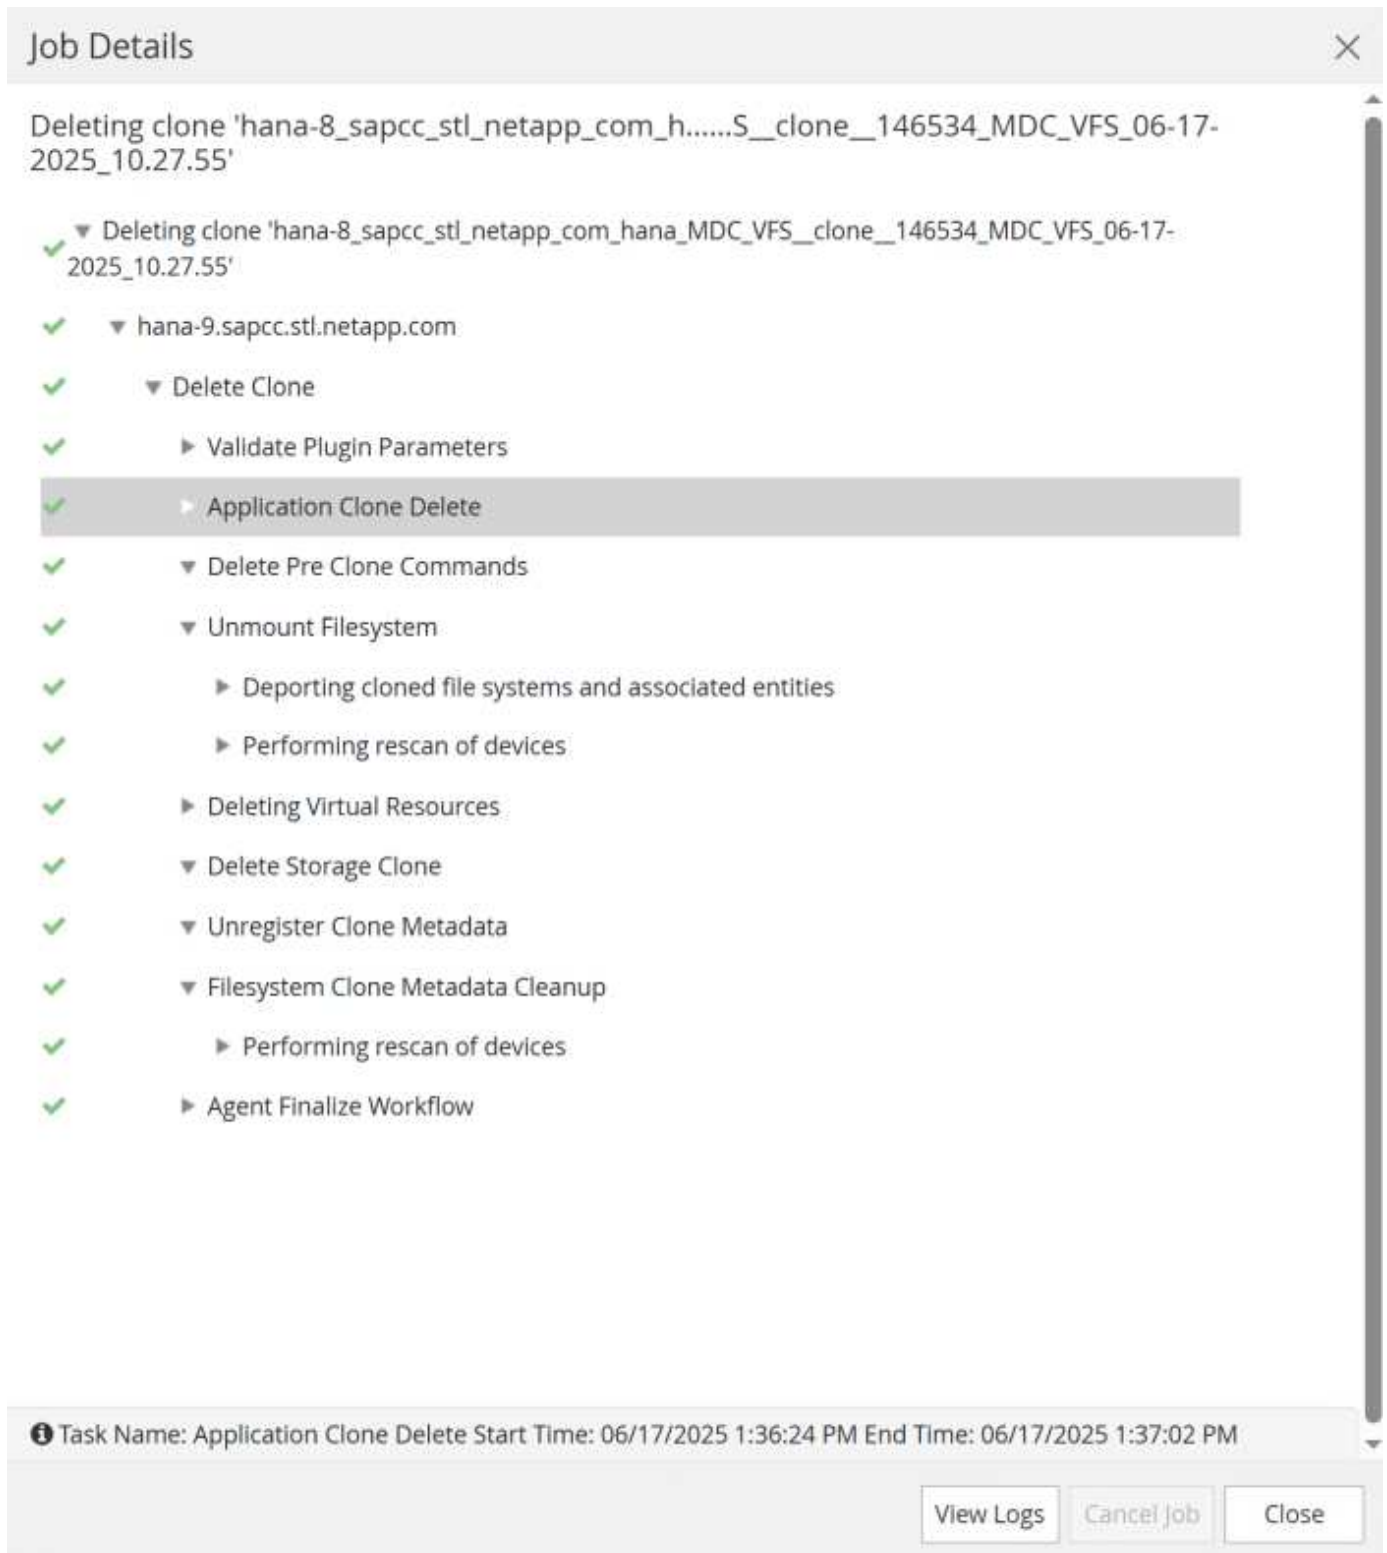 Job Details
Deleting clone 'hana-8_sapcc_stl_netapp_com_h......S__clone__146534_MDC_VFS_06-17-
2025_10.27.55'
Deleting clone 'hana-8_sapcc_stl_netapp_com_hana_MDC_VFS__clone__146534_MDC_VFS_06-17-
2025_10.27.55'
hana-9.sapcc.stl.netapp.com
Delete Clone
Validate Plugin Parameters
Application Clone Delete
Delete Pre Clone Commands
Unmount Filesystem
Deporting cloned file systems and associated entities
Performing rescan of devices
Deleting Virtual Resources
Delete Storage Clone
Unregister Clone Metadata
Filesystem Clone Metadata Cleanup
Performing rescan of devices
Agent Finalize Workflow
Task Name: Application Clone Delete Start Time: 06/17/2025 1:36:24 PM End Time: 06/17/2025 1:37:02 PM
View Logs Cancel Job Close